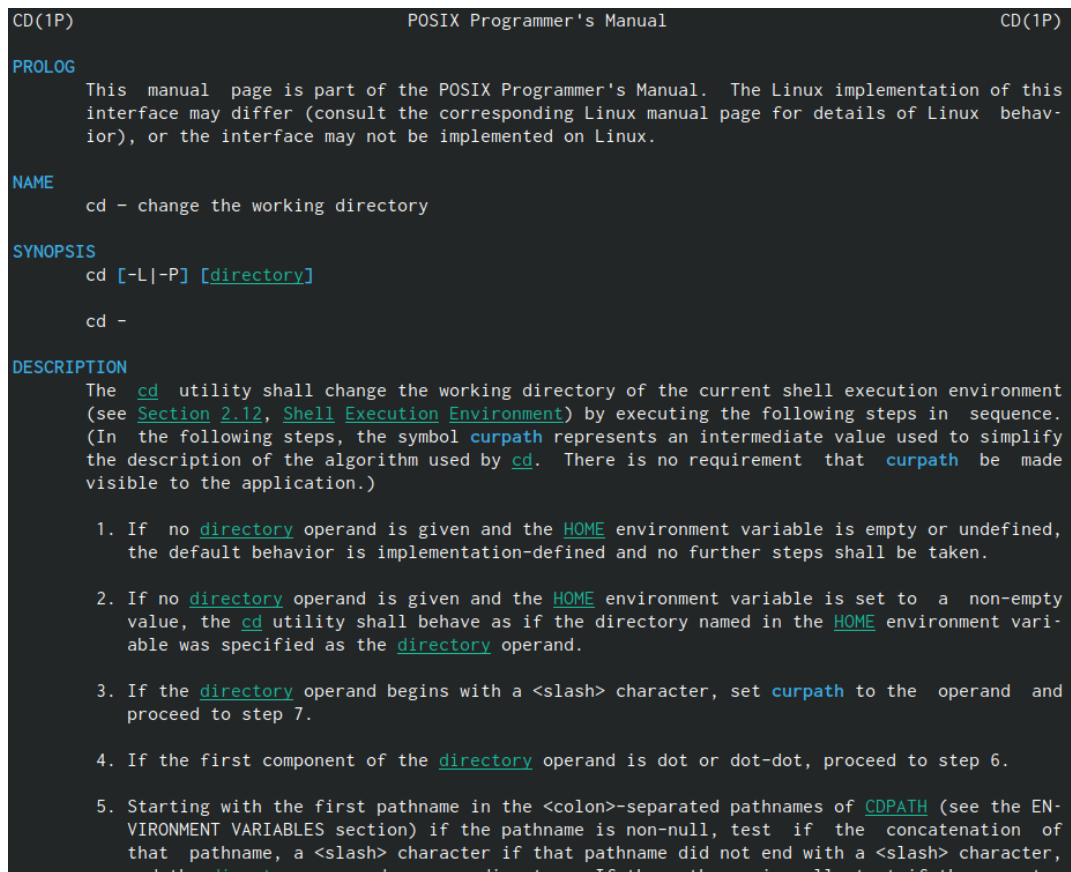 CD(1P) POSIX Programmer's Manual CD(1P)
PROLOG
This manual page is part of the POSIX Programmer's Manual. The Linux implementation of this
interface may differ (consult the corresponding Linux manual page for details of Linux behav-
ior), or the interface may not be implemented on Linux.
NAME
cd – change the working directory
SYNOPSIS
cd [-L|-P] [directory]
cd -
DESCRIPTION
The cd utility shall change the working directory of the current shell execution environment
(see Section 2.12, Shell Execution Environment) by executing the following steps in sequence.
(In the following steps, the symbol curpath represents an intermediate value used to simplify
the description of the algorithm used by cd. There is no requirement that curpath be made
visible to the application.)
1. If no directory operand is given and the HOME environment variable is empty or undefined,
the default behavior is implementation-defined and no further steps shall be taken.
2. If no directory operand is given and the HOME environment variable is set to a non-empty
value, the cd utility shall behave as if the directory named in the HOME environment vari-
able was specified as the directory operand.
3. If the directory operand begins with a <slash> character, set curpath to the operand and
proceed to step 7.
4. If the first component of the directory operand is dot or dot-dot, proceed to step 6.
5. Starting with the first pathname in the <colon>-separated pathnames of CDPATH (see the EN-
VIRONMENT VARIABLES section) if the pathname is non-null, test if the concatenation of
that pathname, a <slash> character if that pathname did not end with a <slash> character,